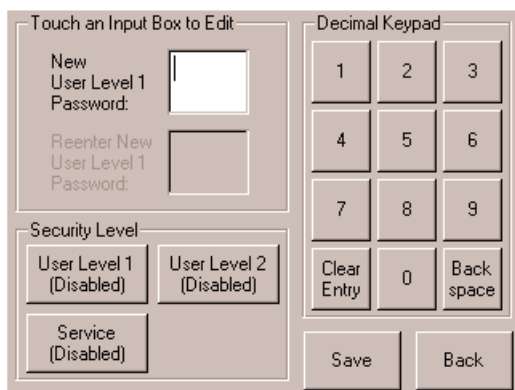 Touch an Input Box to Edit
New
User Level 1
Password:
Reenter New
User Level 1
Password:
Security Level
User Level 1
(Disabled)
User Level 2
(Disabled)
Service
(Disabled)
Decimal Keypad
1 2 3
4 5 6
7 8 9
Clear
Entry
0
Back
space
Save
Back